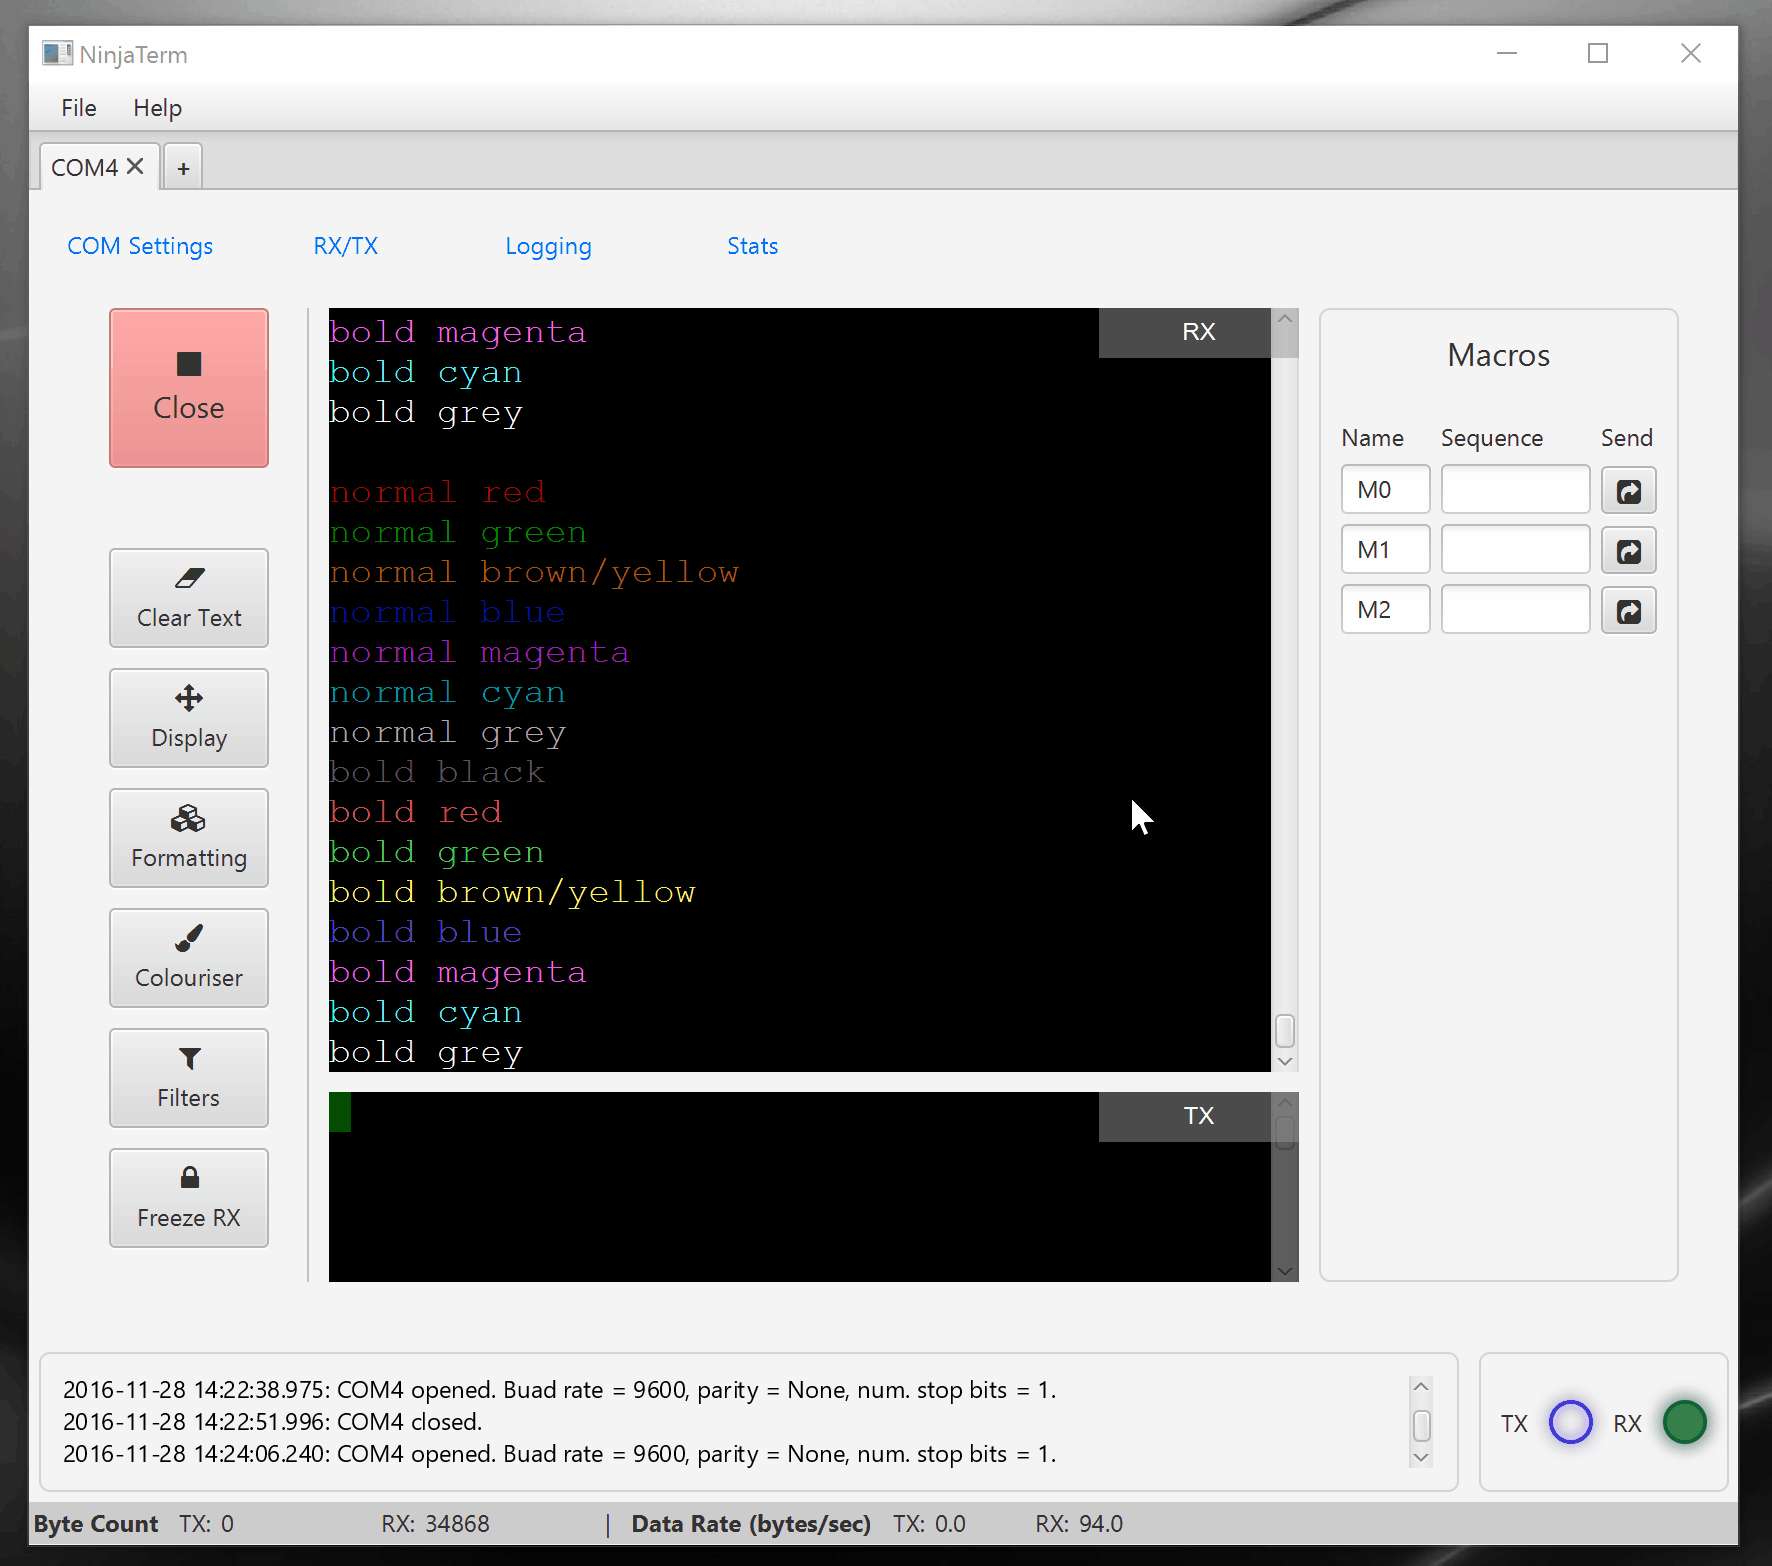 NinjaTerm
File Help
COM4 +
COM Settings RX/TX Logging Stats
Close
Clear Text
Display
Formatting
Colouriser
Filters
Freeze RX
RX
bold magenta
bold cyan
bold grey
normal red
normal green
normal brown/yellow
normal blue
normal magenta
normal cyan
normal grey
bold black
bold red
bold green
bold brown/yellow
bold blue
bold magenta
bold cyan
bold grey
TX
Macros
Name Sequence Send
M0
M1
M2
2016-11-28 14:22:38.975: COM4 opened. Buad rate = 9600, parity = None, num. stop bits = 1.
2016-11-28 14:22:51.996: COM4 closed.
2016-11-28 14:24:06.240: COM4 opened. Buad rate = 9600, parity = None, num. stop bits = 1.
TX RX
Byte Count TX: 0 RX: 34868 | Data Rate (bytes/sec) TX: 0.0 RX: 94.0